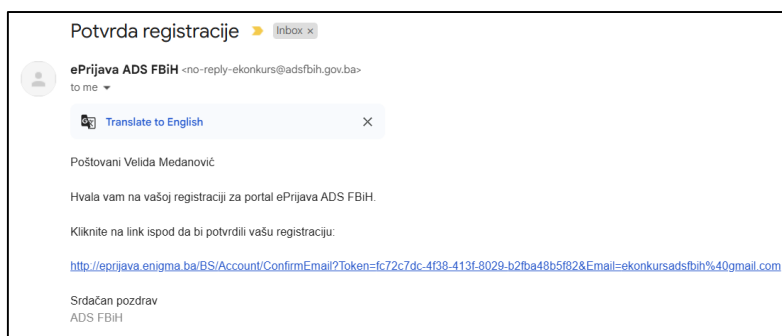 Potvrda registracije Inbox ×
ePrijava ADS FBiH <no-reply-ekonkurs@adsfbih.gov.ba>
to me
Translate to English
Poštovani Velida Medanović
Hvala vam na vašoj registraciji za portal ePrijava ADS FBiH.
Kliknite na link ispod da bi potvrdili vašu registraciju:
http://eprijava.enigma.ba/BS/Account/ConfirmEmail?Token=fc72c7dc-4f38-413f-8029-b2fba48b5f82&Email=ekonkursadsfbih%40gmail.com
Srdačan pozdrav
ADS FBiH